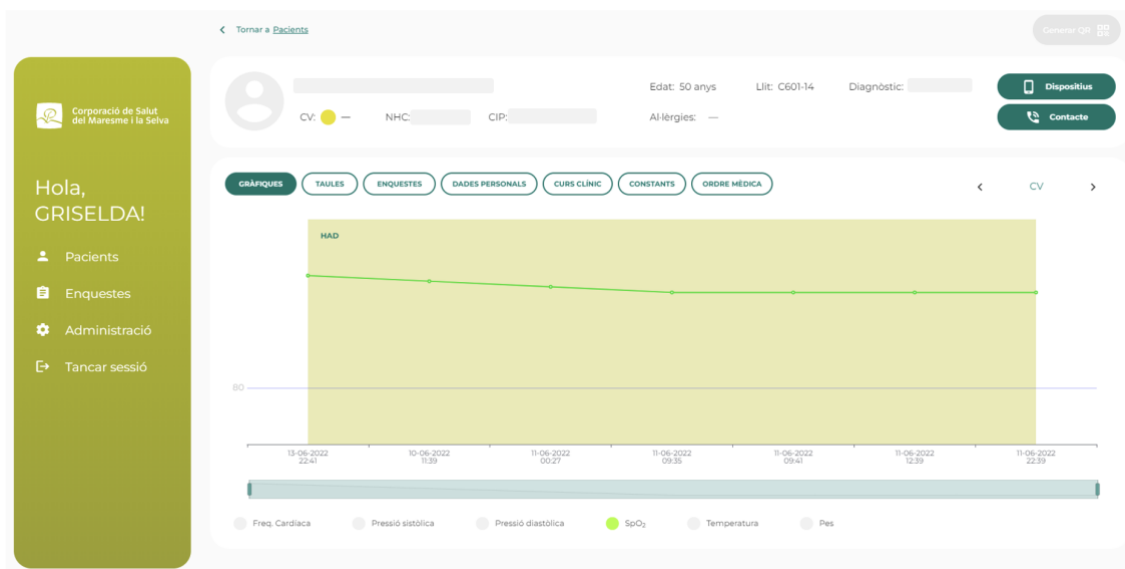 Tornar a Pacients
Generar QR
Corporació de Salut
del Maresme i la Selva
Hola,
GRISELDA!
Pacients
Enquestes
Administració
Tancar sessió
Edat: 50 anys
Llit: C601-14
Diagnòstic:
Dispositius
CV: —
NHC:
CIP:
Al·lèrgies: —
Contacte
GRÀFIQUES
TAULES
ENQUESTES
DADES PERSONALS
CURS CLÍNIC
CONSTANTS
ORDRE MÈDICA
CV
HAD
80
13-06-2022
22:41
10-06-2022
11:39
11-06-2022
00:27
11-06-2022
09:35
11-06-2022
09:41
11-06-2022
12:39
11-06-2022
22:39
Freq. Cardíaca
Pressió sistòlica
Pressió diastòlica
SpO₂
Temperatura
Pes